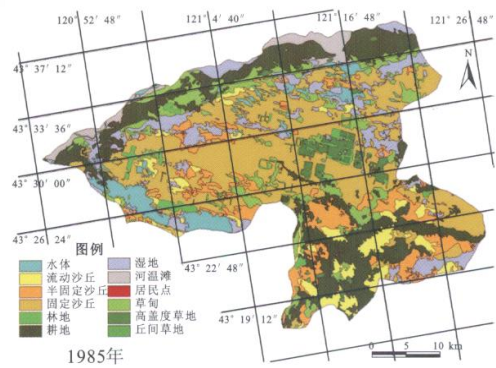 120° 52′ 48″
121° 4′ 40″
121° 16′ 48″
121° 26′ 48″
45° 37′ 12″
43° 33′ 36″
43° 30′ 00″
43° 26′ 24″
43° 22′ 48″
43° 19′ 12″
N
图例
水体
流动沙丘
半固定沙丘
固定沙丘
林地
耕地
湿地
河温滩
居民点
草甸
高盖度草地
丘间草地
1985年
0 5 10 km